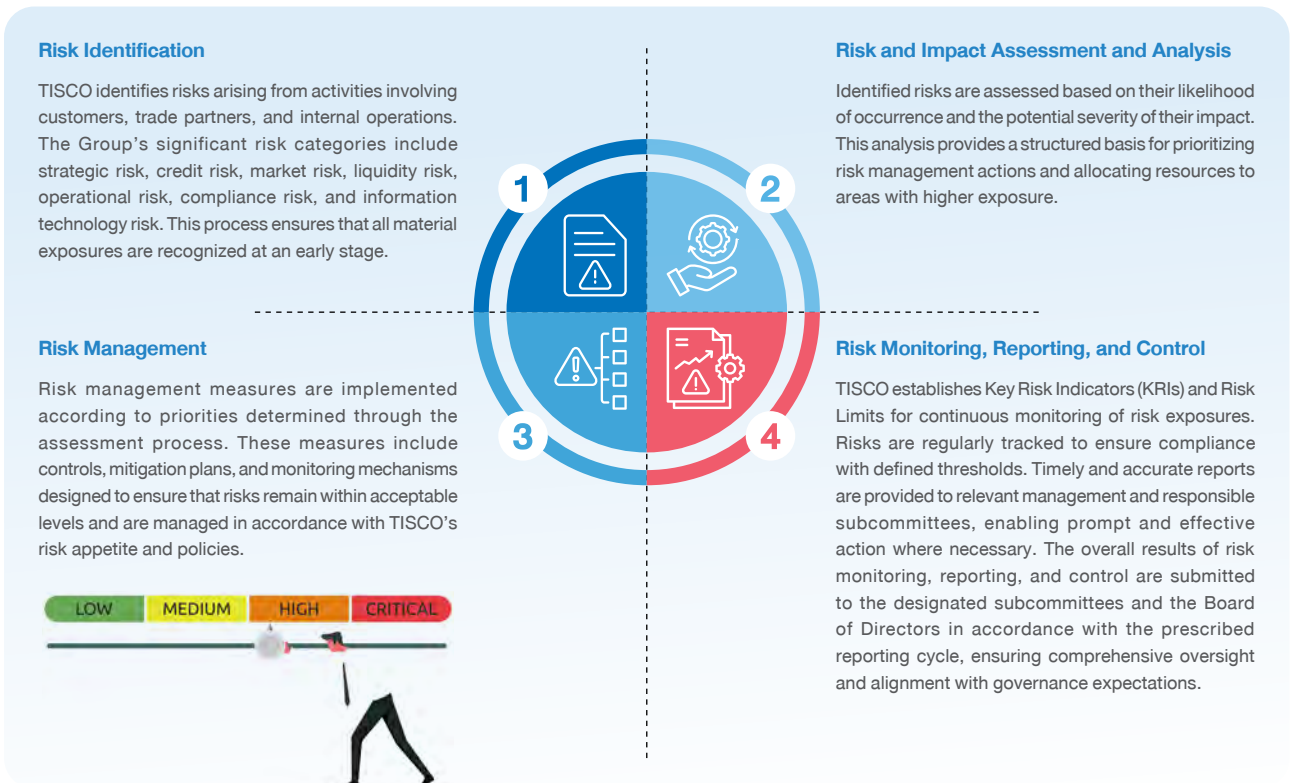 Risk Identification
TISCO identifies risks arising from activities involving
customers, trade partners, and internal operations.
The Group's significant risk categories include
strategic risk, credit risk, market risk, liquidity risk,
operational risk, compliance risk, and information
technology risk. This process ensures that all material
exposures are recognized at an early stage.
1
Risk and Impact Assessment and Analysis
Identified risks are assessed based on their likelihood
of occurrence and the potential severity of their impact.
This analysis provides a structured basis for prioritizing
risk management actions and allocating resources to
areas with higher exposure.
2
Risk Management
Risk management measures are implemented
according to priorities determined through the
assessment process. These measures include
controls, mitigation plans, and monitoring mechanisms
designed to ensure that risks remain within acceptable
levels and are managed in accordance with TISCO's
risk appetite and policies.
3
LOW MEDIUM HIGH CRITICAL
Risk Monitoring, Reporting, and Control
TISCO establishes Key Risk Indicators (KRIs) and Risk
Limits for continuous monitoring of risk exposures.
Risks are regularly tracked to ensure compliance
with defined thresholds. Timely and accurate reports
are provided to relevant management and responsible
subcommittees, enabling prompt and effective
action where necessary. The overall results of risk
monitoring, reporting, and control are submitted
to the designated subcommittees and the Board
of Directors in accordance with the prescribed
reporting cycle, ensuring comprehensive oversight
and alignment with governance expectations.
4